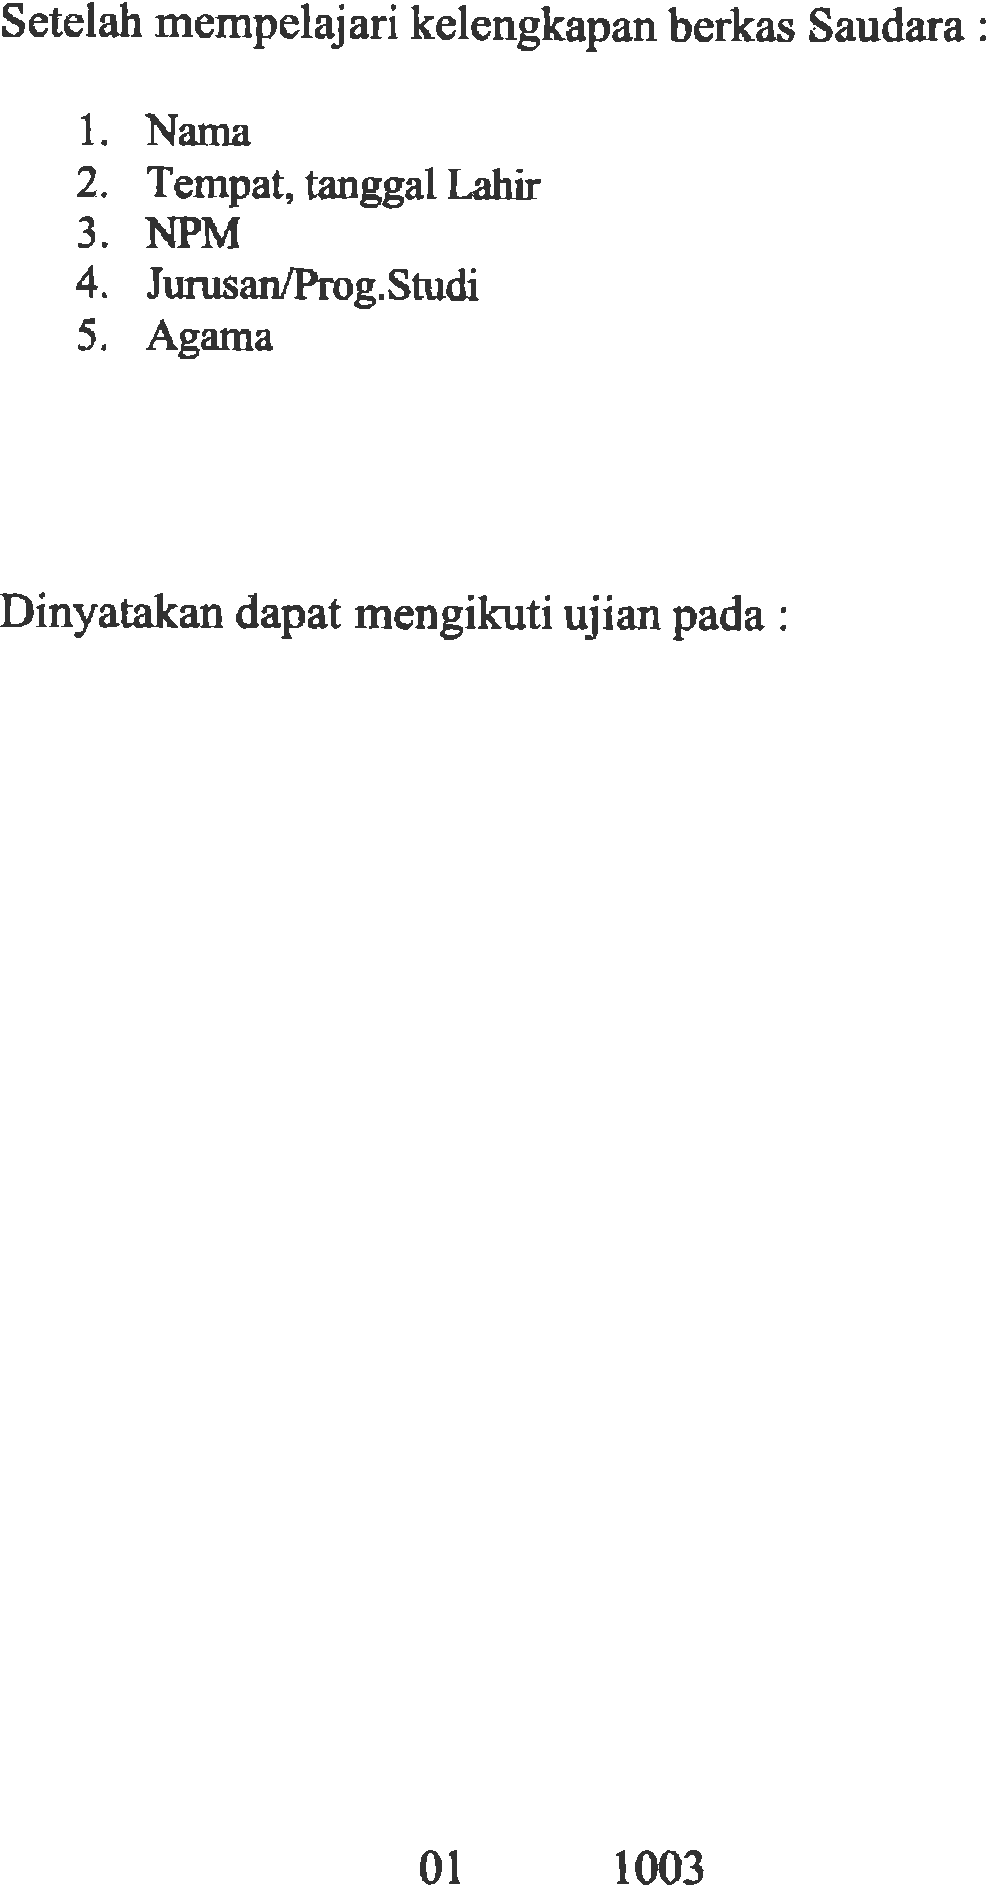 Setelah mempelajari kelengkapan berkas Saudara :
1. Nama
2. Tempat, tanggal Lahir
3. NPM
4. Jurusan/Prog.Studi
5. Agama
Dinyatakan dapat mengikuti ujian pada :
01 1003